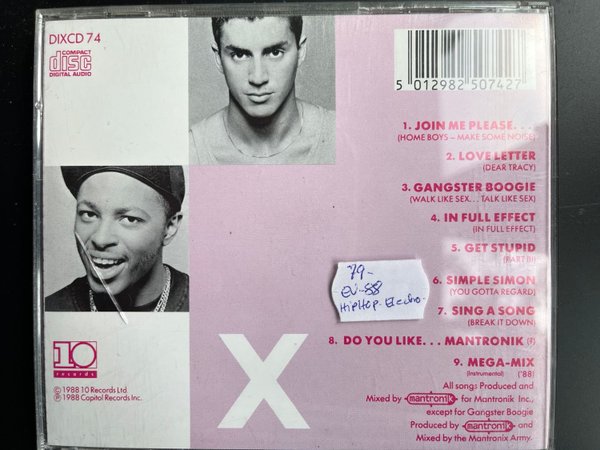 DIXCD 74
COMPACT
disc
DIGITAL AUDIO
5 012982 507427
1. JOIN ME PLEASE. . .
(HOME BOYS – MAKE SOME NOISE)
2. LOVE LETTER
(DEAR TRACY)
3. GANGSTER BOOGIE
(WALK LIKE SEX. . . TALK LIKE SEX)
4. IN FULL EFFECT
(IN FULL EFFECT)
5. GET STUPID
(PART III)
6. SIMPLE SIMON
(YOU GOTTA REGARD)
7. SING A SONG
(BREAK IT DOWN)
8. DO YOU LIKE. . . MANTRONIK (?)
9. MEGA-MIX
(Instrumental) ('88)
79-
HipHop-Electro-
All songs Produced and
Mixed by mantronik for Mantronik Inc.,
except for Gangster Boogie
Produced by mantronik and
Mixed by the Mantronix Army.
X
10
records
© 1988 10 Records Ltd.
℗ 1988 Capitol Records Inc.